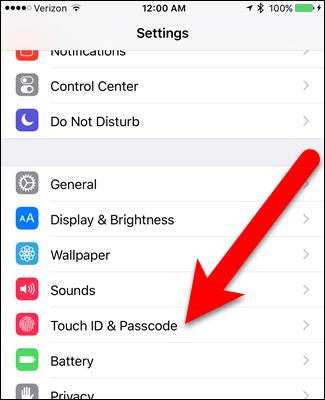 Verizon 12:00 AM 100%
Settings
Notifications
Control Center
Do Not Disturb
General
AA Display & Brightness
Wallpaper
Sounds
Touch ID & Passcode
Battery
Privacy